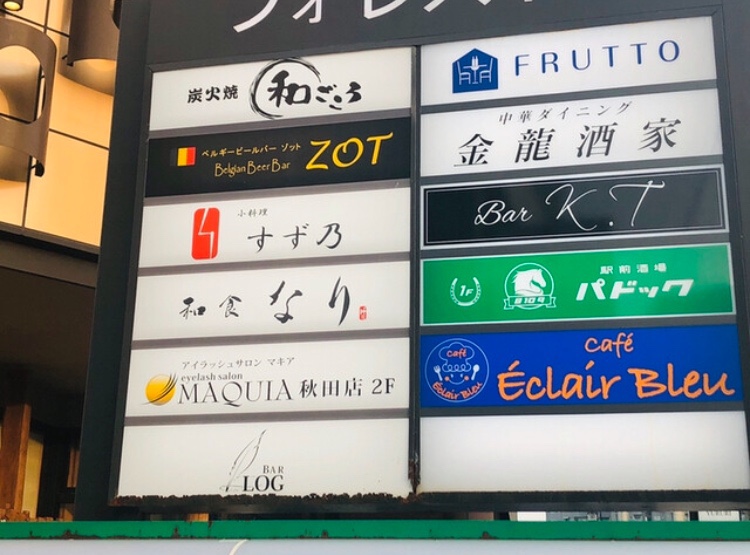 フォレスト
炭火焼 和ごころ
ベルギービールバー ゾット
Belgian Beer Bar
ZOT
小料理
すず乃
和食 なり
アイラッシュサロン マキア
eyelash salon
MAQUIA 秋田店 2F
BAR
LOG
FRUTTO
中華ダイニング
金龍酒家
Bar K.T
1F
8109
駅前酒場
パドック
Café
Éclair Bleu
Café
Éclair Bleu